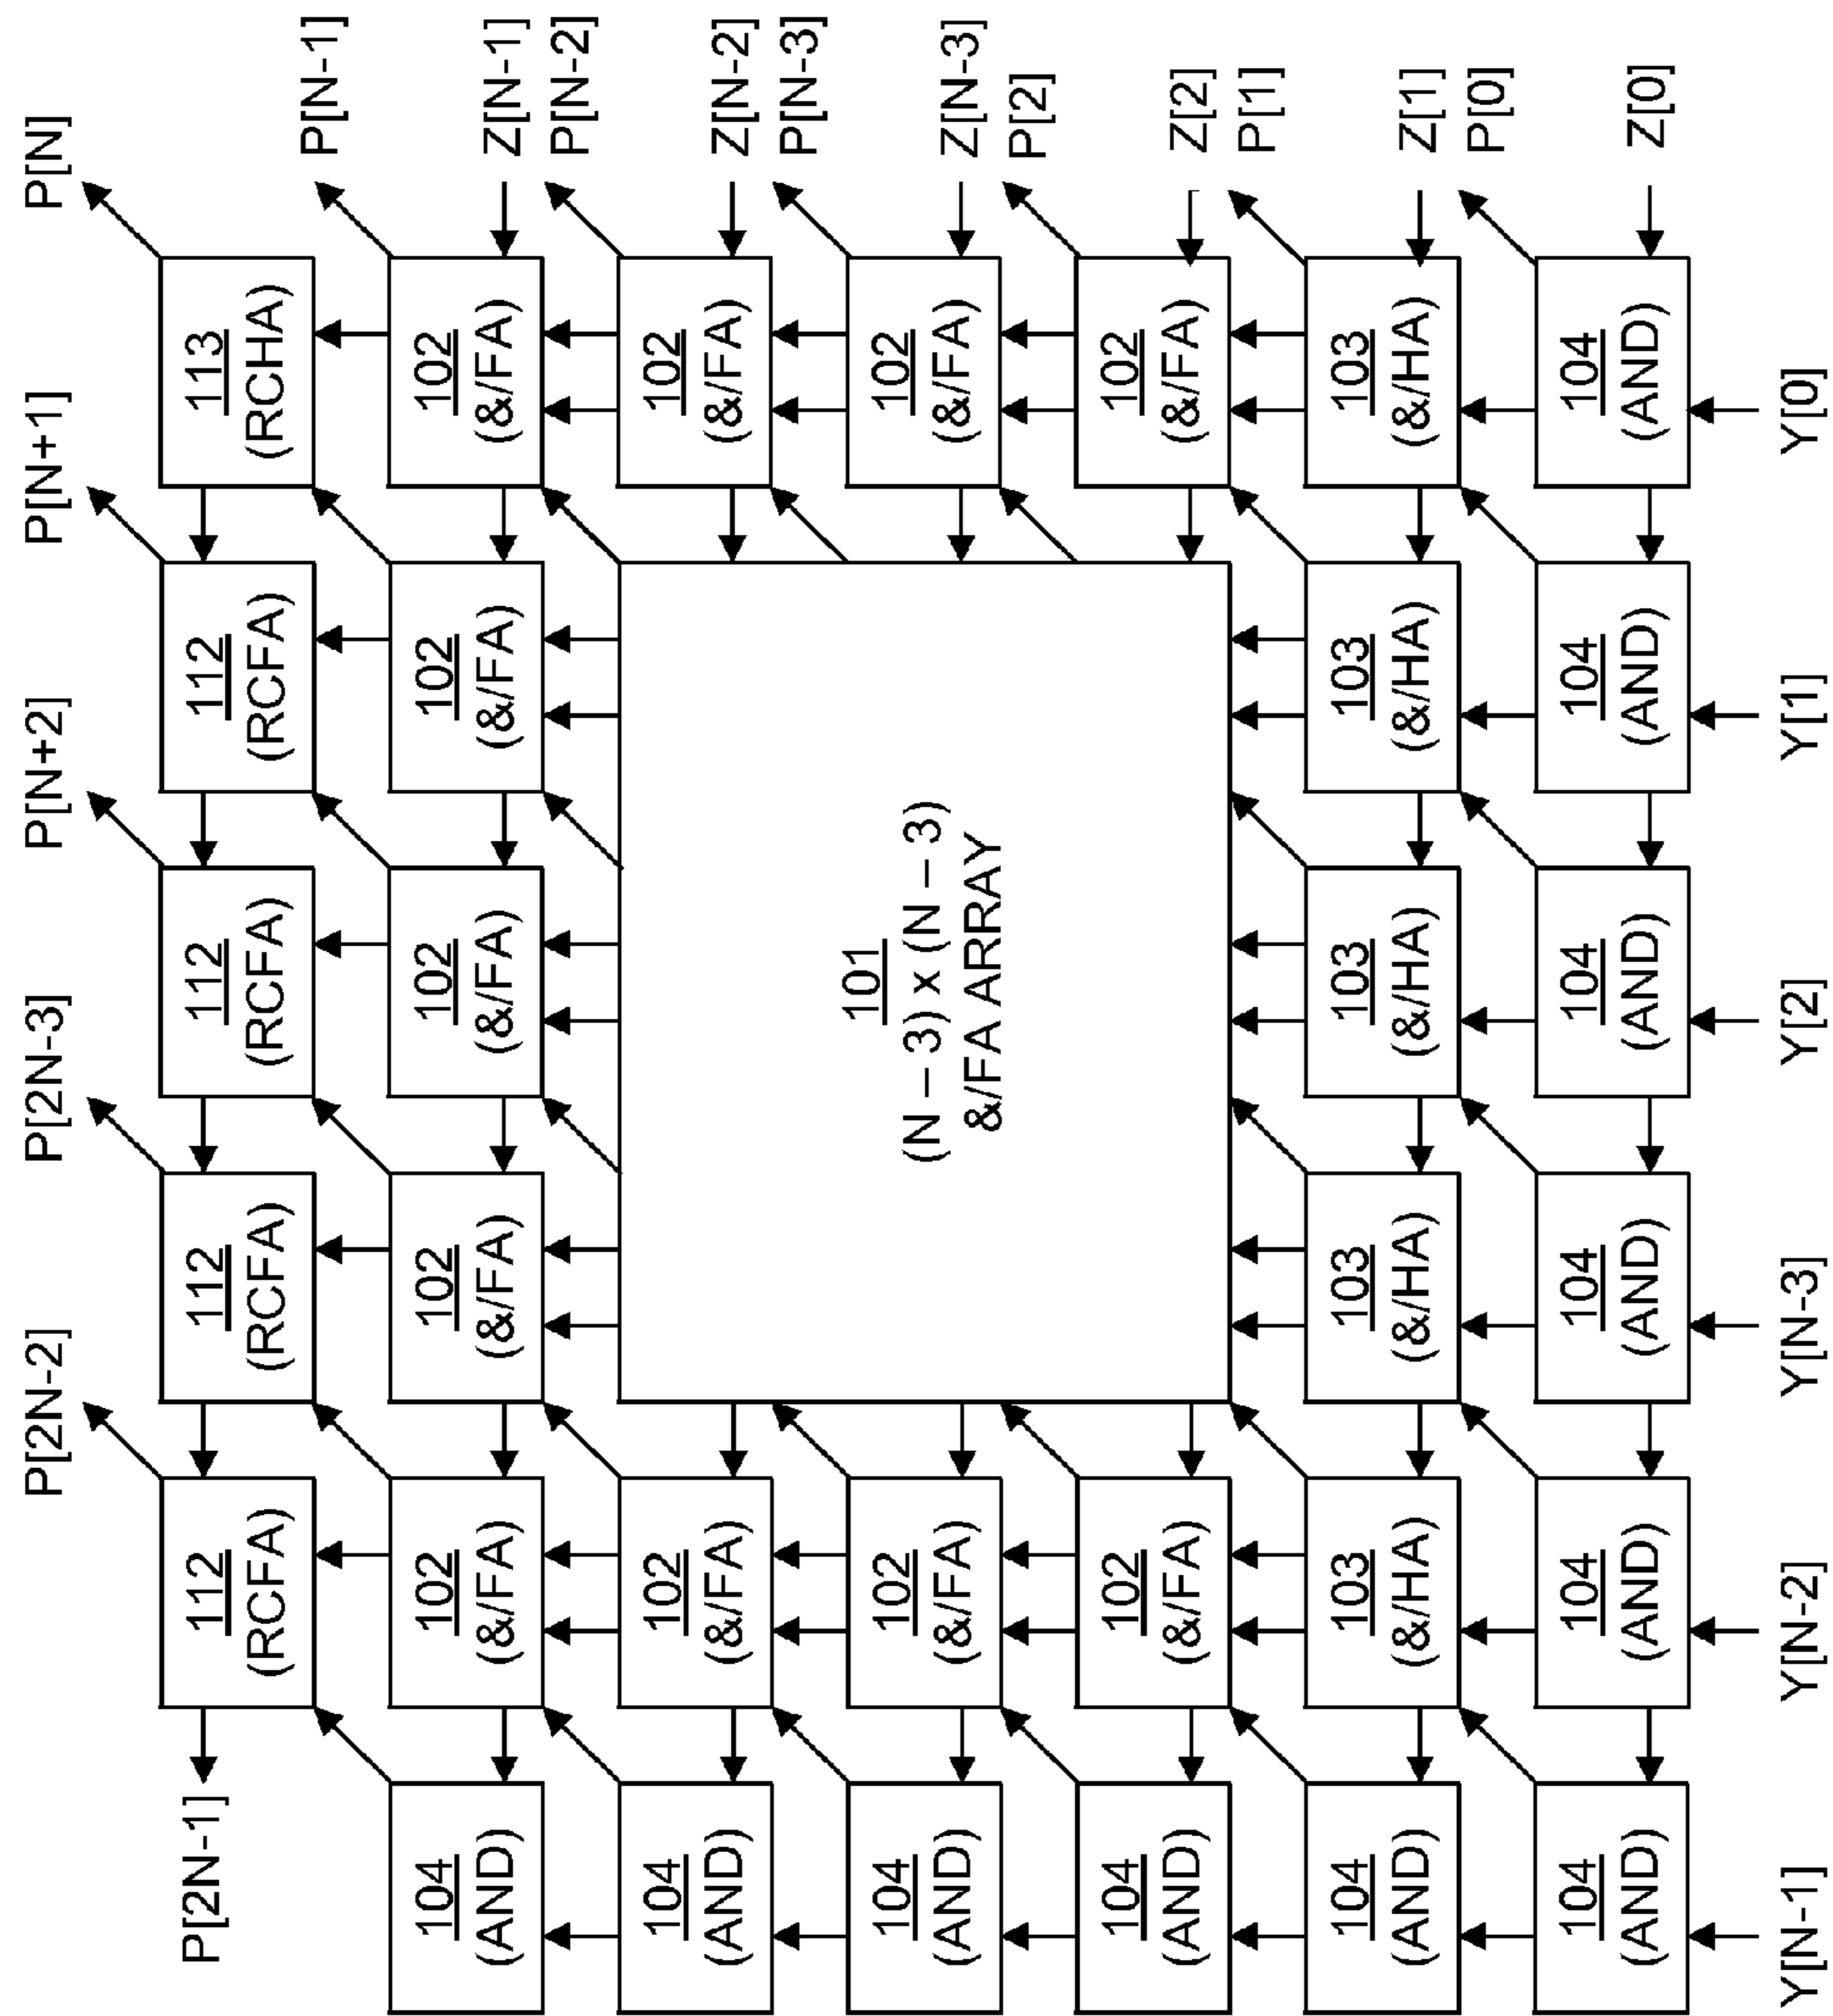 P[2N-2] P[2N-3] P[N+2] P[N+1] P[N]
P[2N-1] 112 112 112 112 113
(RCFA) (RCFA) (RCFA) (RCFA) (RCHA)
P[N-1]
104 102 102 102 102 102
(AND) (&/FA) (&/FA) (&/FA) (&/FA) (&/FA)
Z[N-1]
P[N-2]
104 102 102
(AND) (&/FA) (&/FA)
Z[N-2]
P[N-3]
104 102 101 102
(N – 3) x (N – 3)
(AND) (&/FA) &/FA ARRAY (&/FA)
Z[N-3]
P[2]
104 102 102
(AND) (&/FA) (&/FA)
Z[2]
P[1]
104 103 103 103 103 103
(AND) (&/HA) (&/HA) (&/HA) (&/HA) (&/HA)
Z[1]
P[0]
104 104 104 104 104 104
(AND) (AND) (AND) (AND) (AND) (AND)
Z[0]
Y[N-1] Y[N-2] Y[N-3] Y[2] Y[1] Y[0]